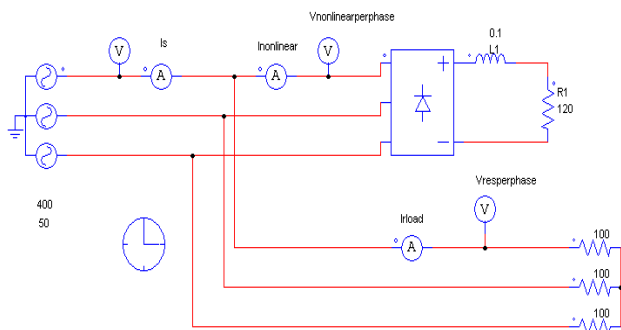 Vnonlinearperphase
Is
Inonlinear
0.1
L1
V
V
A
A
R1
120
Vresperphase
400
50
Irload
V
A
100
100
100